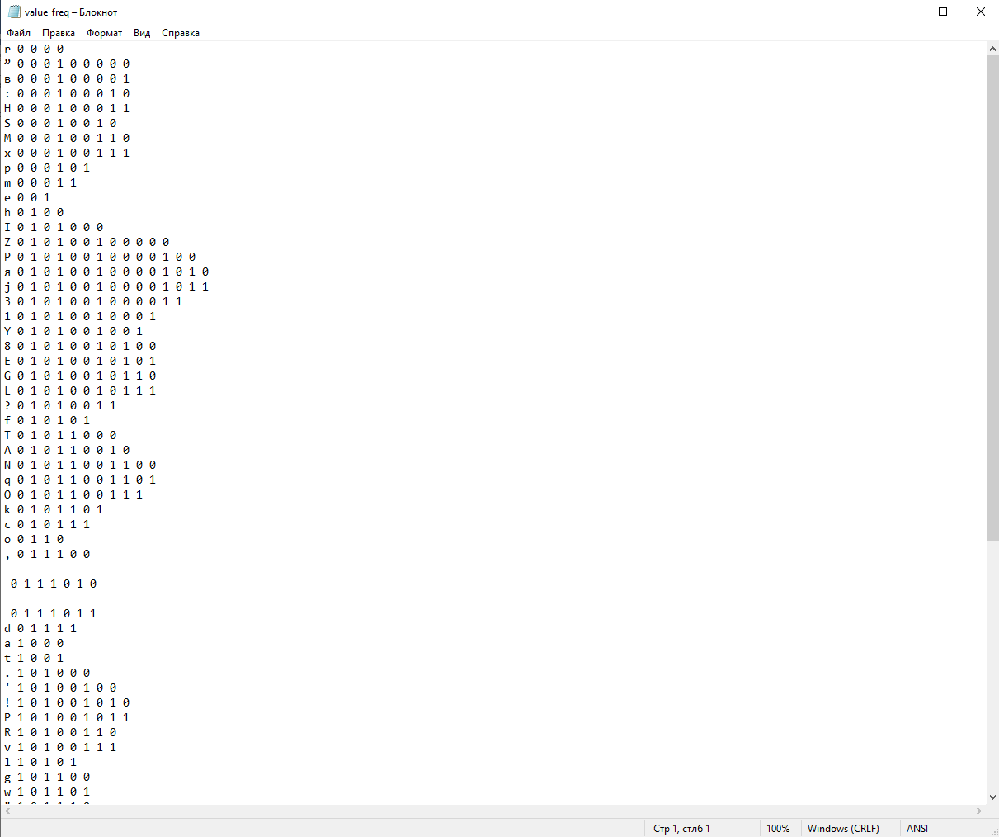 value_freq – Блокнот
Файл Правка Формат Вид Справка
r 0 0 0 0
” 0 0 0 1 0 0 0 0 0
в 0 0 0 1 0 0 0 0 1
: 0 0 0 1 0 0 0 1 0
H 0 0 0 1 0 0 0 1 1
S 0 0 0 1 0 0 1 0
M 0 0 0 1 0 0 1 1 0
x 0 0 0 1 0 0 1 1 1
p 0 0 0 1 0 1
m 0 0 0 1 1
e 0 0 1
h 0 1 0 0
I 0 1 0 1 0 0 0
Z 0 1 0 1 0 0 1 0 0 0 0 0
P 0 1 0 1 0 0 1 0 0 0 0 1 0 0
я 0 1 0 1 0 0 1 0 0 0 0 1 0 1 0
j 0 1 0 1 0 0 1 0 0 0 0 1 0 1 1
3 0 1 0 1 0 0 1 0 0 0 0 1 1
1 0 1 0 1 0 0 1 0 0 0 1
Y 0 1 0 1 0 0 1 0 0 1
8 0 1 0 1 0 0 1 0 1 0 0
E 0 1 0 1 0 0 1 0 1 0 1
G 0 1 0 1 0 0 1 0 1 1 0
L 0 1 0 1 0 0 1 0 1 1 1
? 0 1 0 1 0 0 1 1
f 0 1 0 1 0 1
T 0 1 0 1 1 0 0 0
A 0 1 0 1 1 0 0 1 0
N 0 1 0 1 1 0 0 1 1 0 0
q 0 1 0 1 1 0 0 1 1 0 1
O 0 1 0 1 1 0 0 1 1 1
k 0 1 0 1 1 0 1
c 0 1 0 1 1 1
o 0 1 1 0
, 0 1 1 1 0 0
0 1 1 1 0 1 0
0 1 1 1 0 1 1
d 0 1 1 1 1
a 1 0 0 0
t 1 0 0 1
. 1 0 1 0 0 0
' 1 0 1 0 0 1 0 0
! 1 0 1 0 0 1 0 1 0
P 1 0 1 0 0 1 0 1 1
R 1 0 1 0 0 1 1 0
v 1 0 1 0 0 1 1 1
l 1 0 1 0 1
g 1 0 1 1 0 0
w 1 0 1 1 0 1
Стр 1, стлб 1 100% Windows (CRLF) ANSI